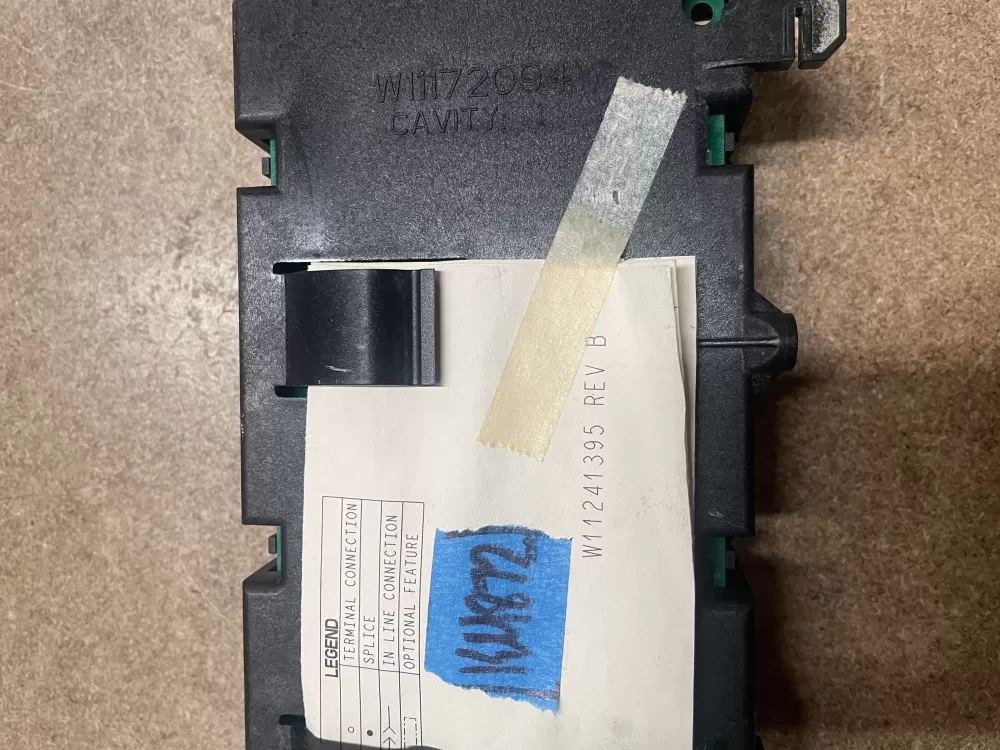 W11172094
CAVITY:
W11241395 REV B
LEGEND
TERMINAL CONNECTION
SPLICE
IN LINE CONNECTION
OPTIONAL FEATURE